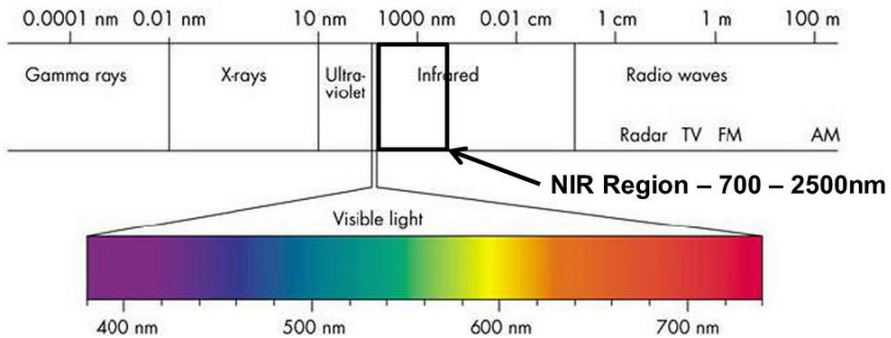 0.0001 nm 0.01 nm 10 nm 1000 nm 0.01 cm 1 cm 1 m 100 m
Gamma rays X-rays Ultra- Infrared Radio waves
violet
Radar TV FM AM
NIR Region – 700 – 2500nm
Visible light
400 nm 500 nm 600 nm 700 nm